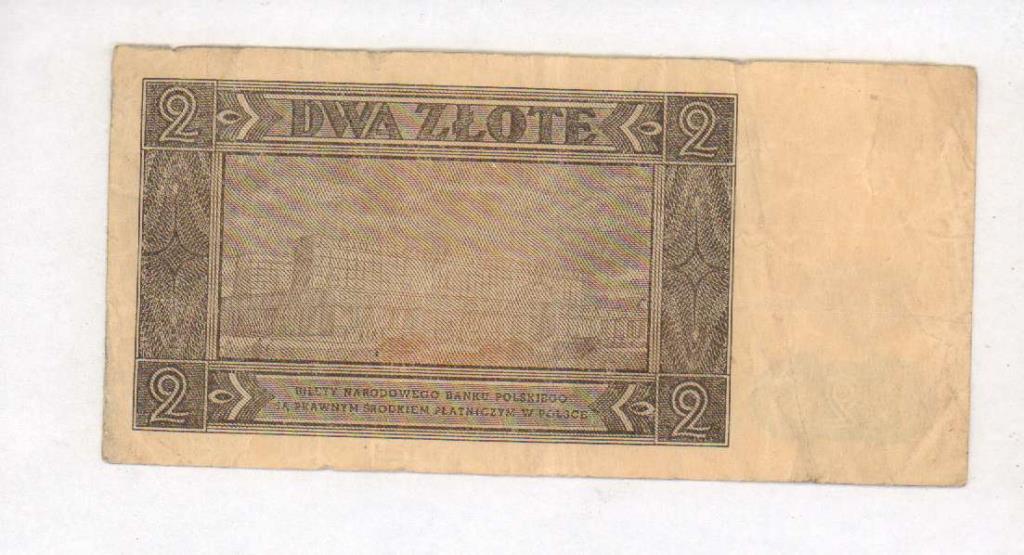 2 DWA ZŁOTE 2
2 BILETY NARODOWEGO BANKU POLSKIEGO 2
SĄ PRAWNYM ŚRODKIEM PŁATNICZYM W POLSCE